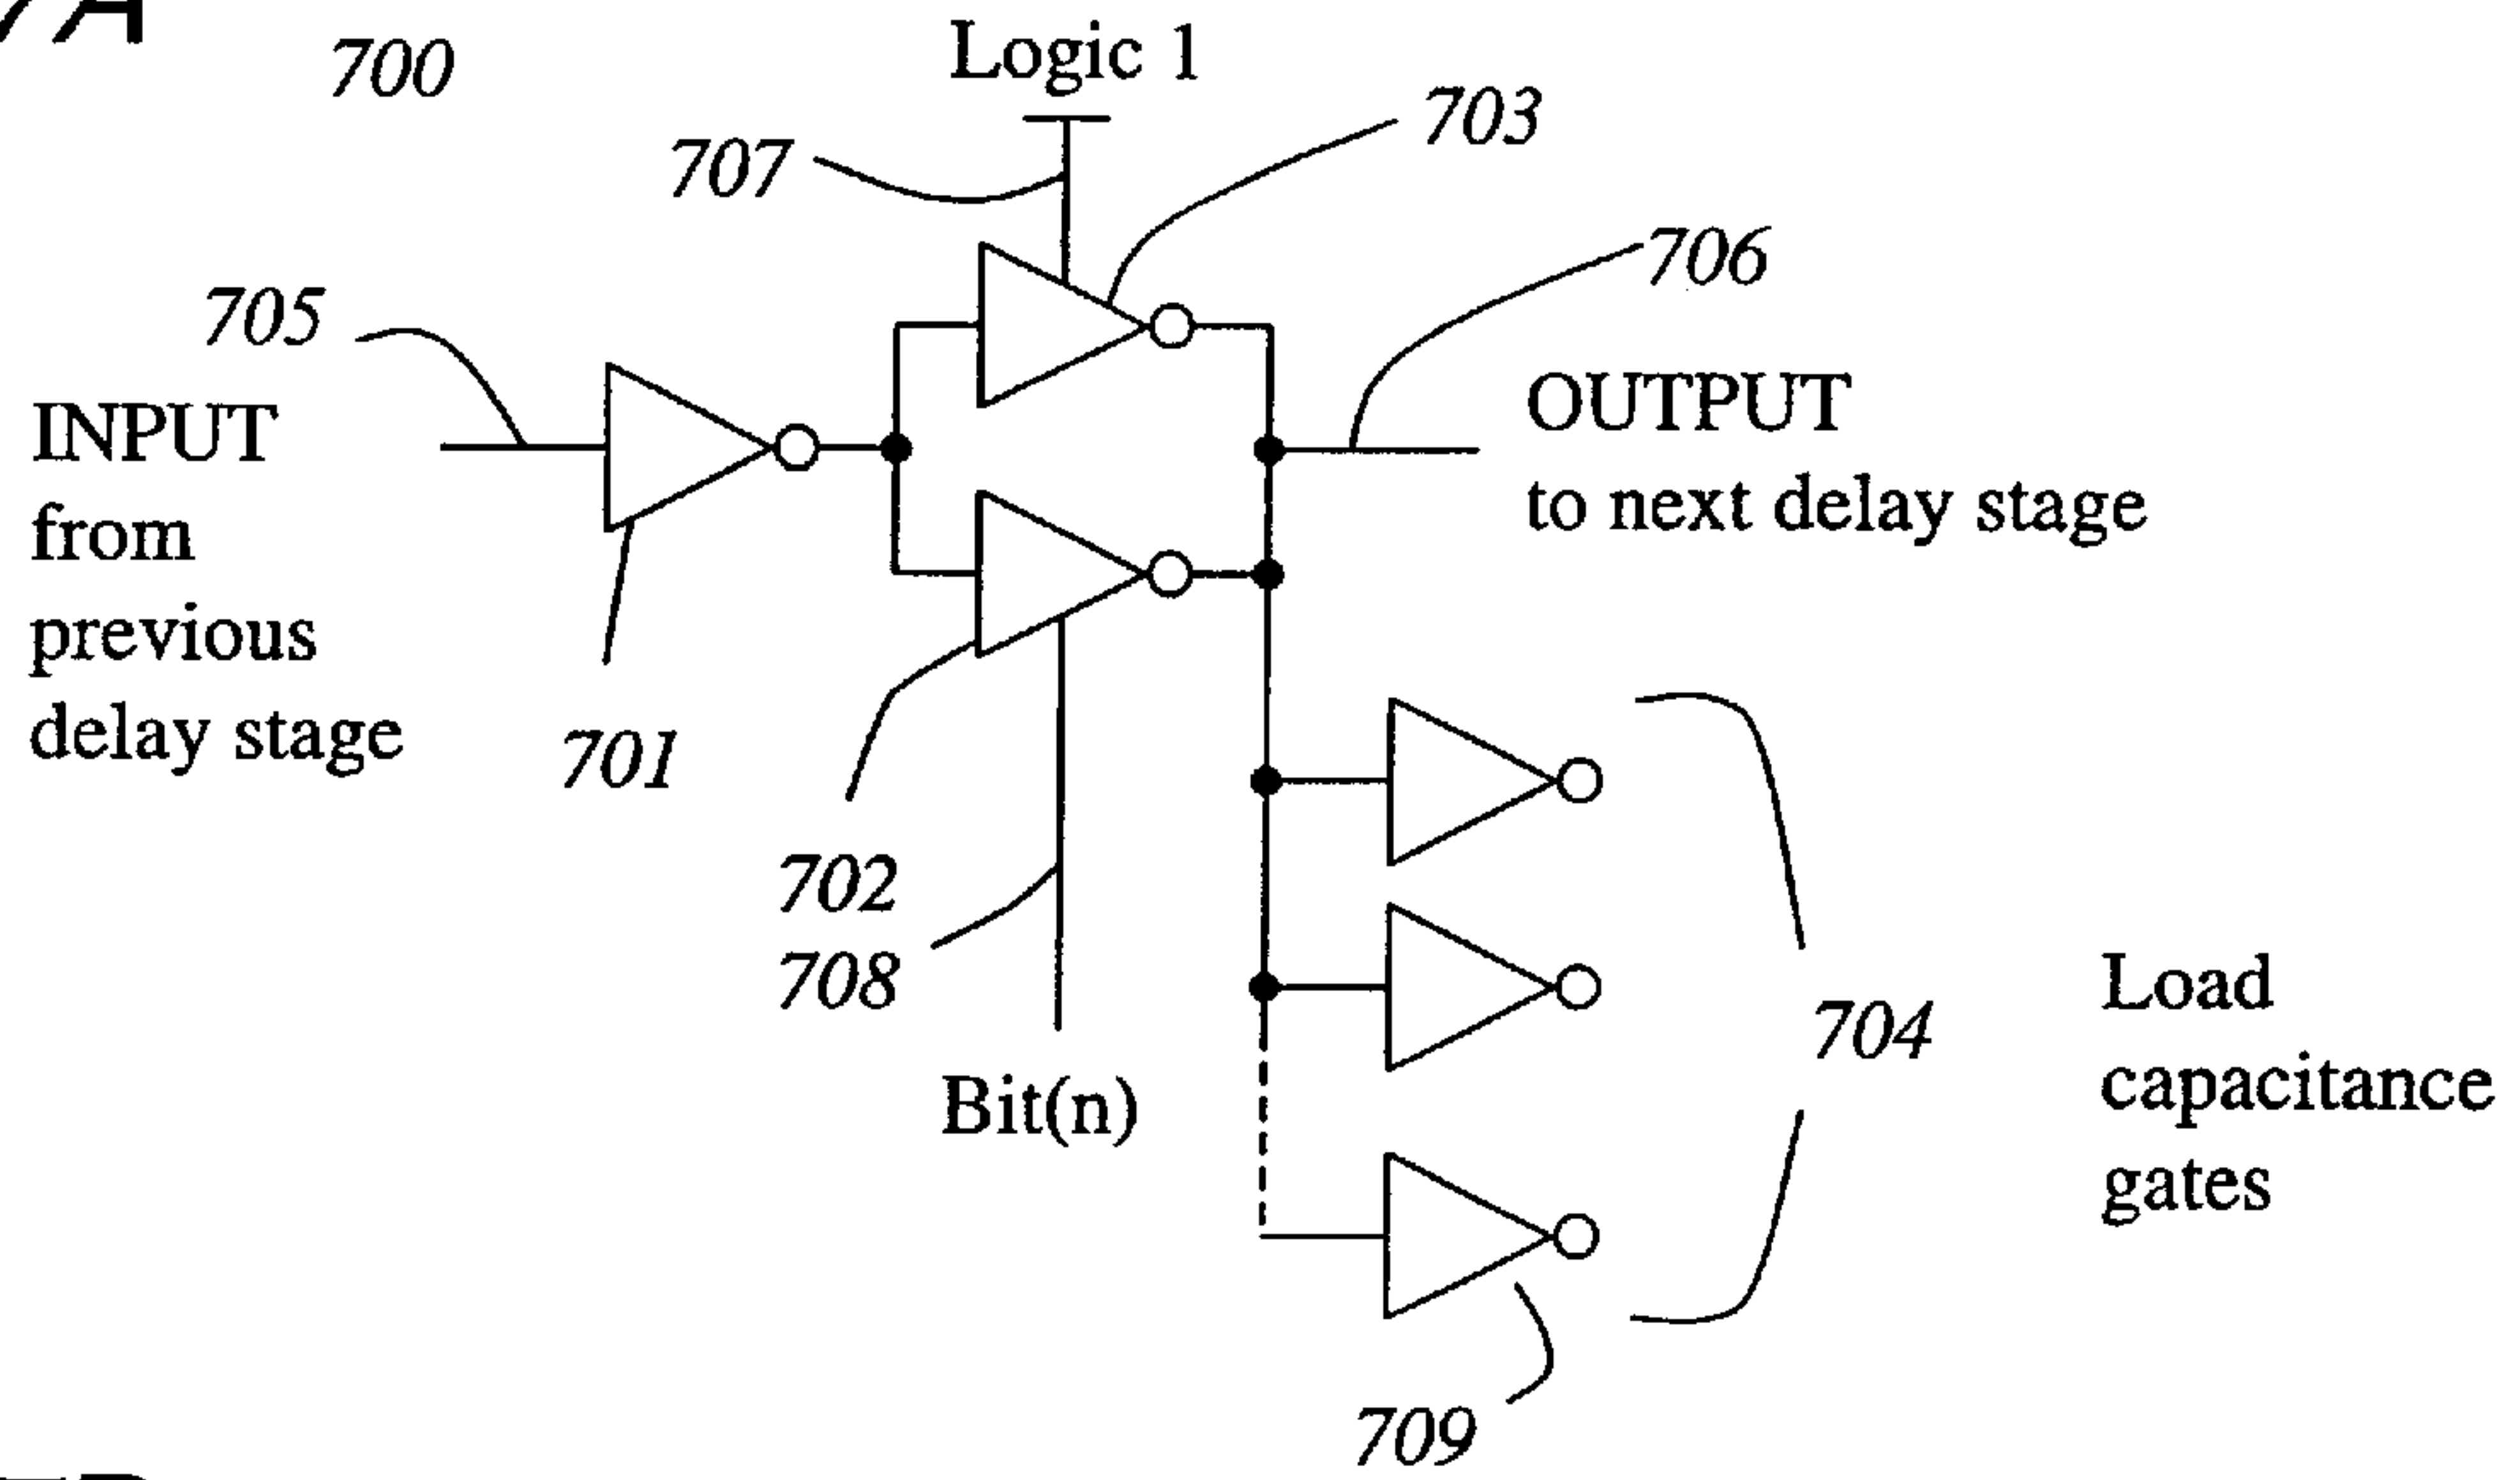 7A
700
Logic 1
707
703
706
705
INPUT
from
previous
delay stage
OUTPUT
to next delay stage
701
702
708
Bit(n)
704
Load
capacitance
gates
709